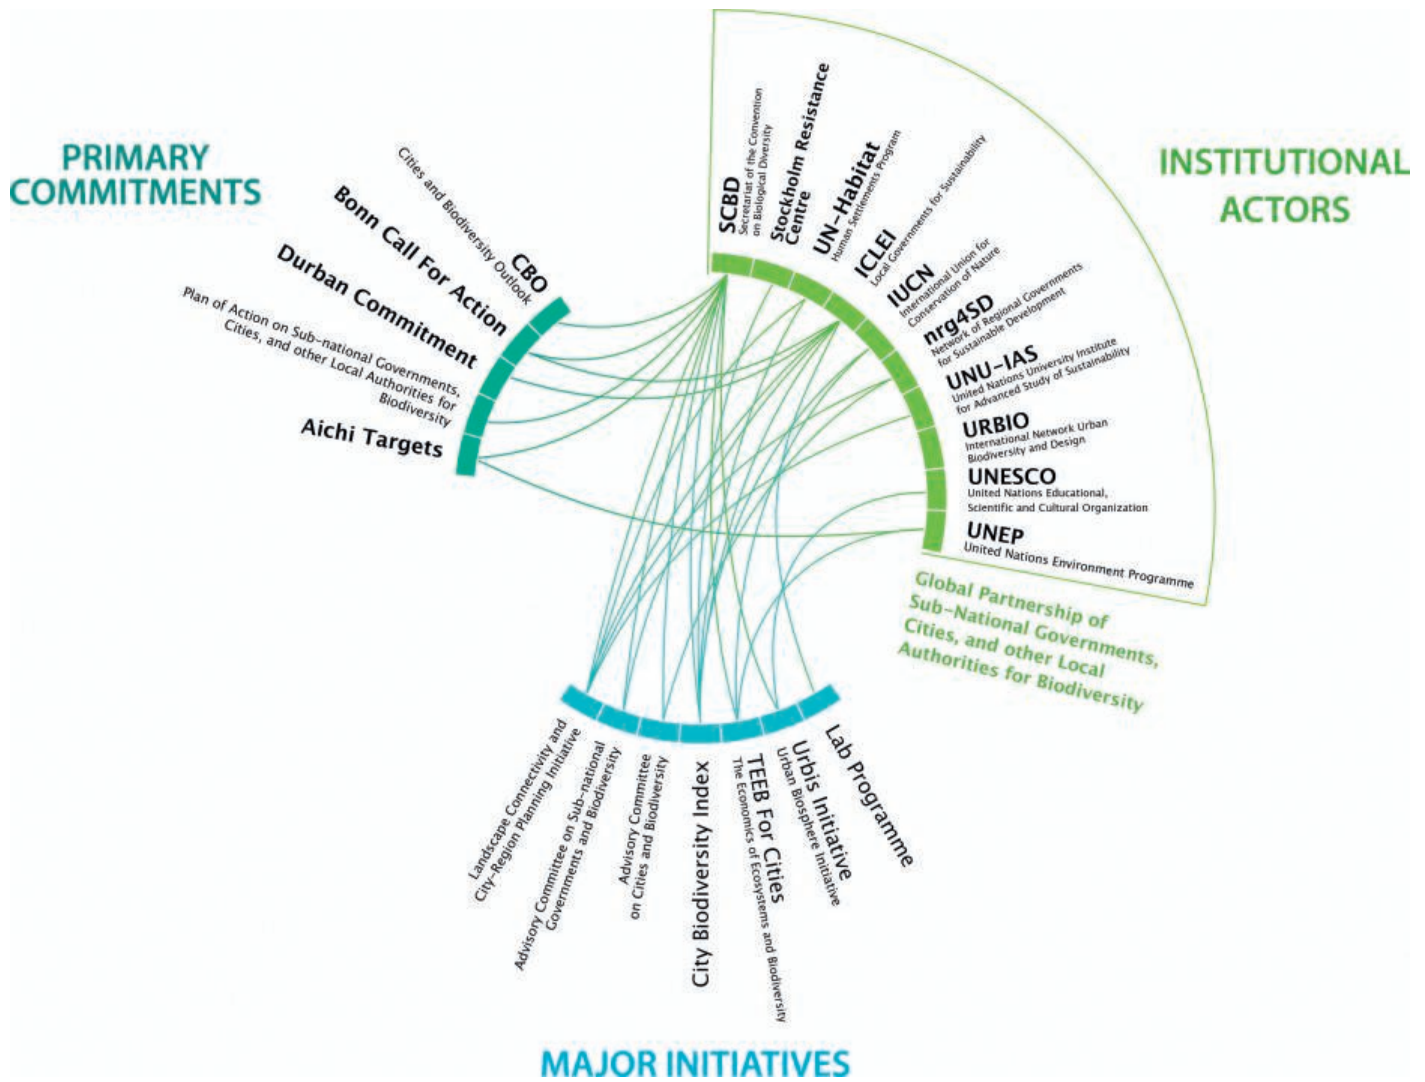 PRIMARY
COMMITMENTS
CBO
Cities and Biodiversity Outlook
Bonn Call For Action
Durban Commitment
Plan of Action on Sub-national Governments,
Cities, and other Local Authorities for
Biodiversity
Aichi Targets
INSTITUTIONAL
ACTORS
SCBD
Secretariat of the Convention
on Biological Diversity
Stockholm Resistance
Centre
UN-Habitat
Human Settlements Program
ICLEI
Local Governments for Sustainability
IUCN
International Union for
Conservation of Nature
nrg4SD
Network of Regional Governments
for Sustainable Development
UNU-IAS
United Nations University Institute
for Advanced Study of Sustainability
URBIO
International Network Urban
Biodiversity and Design
UNESCO
United Nations Educational,
Scientific and Cultural Organization
UNEP
United Nations Environment Programme
Global Partnership of
Sub-National Governments,
Cities, and other Local
Authorities for Biodiversity
Landscape Connectivity and
City-Region Planning Initiative
Advisory Committee on Sub-national
Governments and Biodiversity
Advisory Committee
on Cities and Biodiversity
City Biodiversity Index
TEEB For Cities
The Economics of Ecosystems and Biodiversity
Urbis Initiative
Urban Biosphere Initiative
Lab Programme
MAJOR INITIATIVES